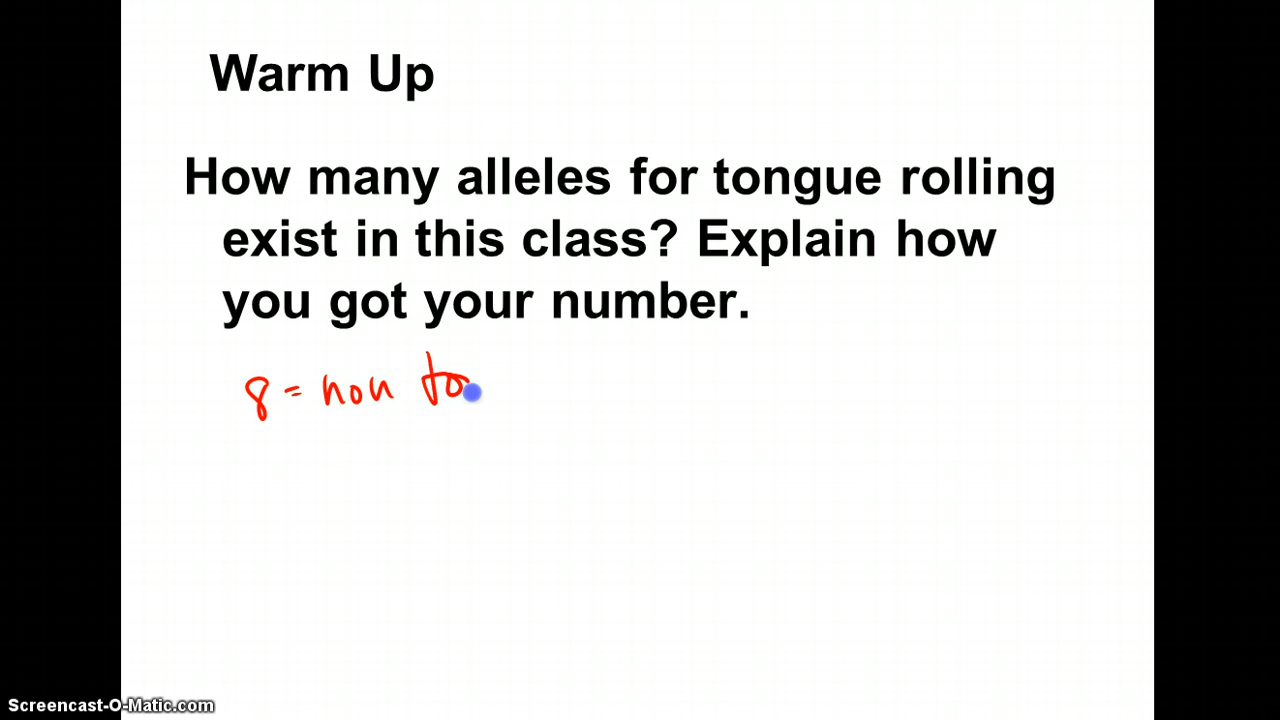 Warm Up
How many alleles for tongue rolling
exist in this class? Explain how
you got your number.
8 = non to
Screencast-O-Matic.com